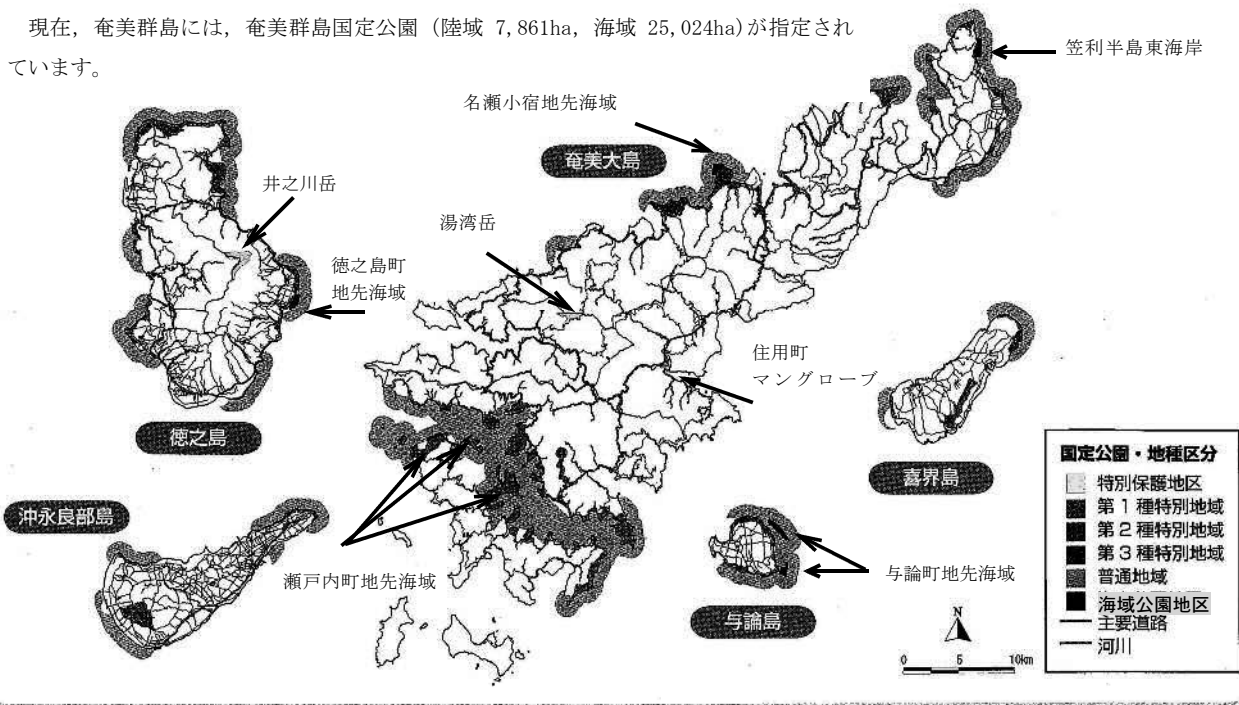 現在，奄美群島には，奄美群島国定公園（陸域 7,861ha，海域 25,024ha)が指定され
ています。
笠利半島東海岸
名瀬小宿地先海域
奄美大島
井之川岳
湯湾岳
徳之島町
地先海域
住用町
マングローブ
徳之島
喜界島
沖永良部島
瀬戸内町地先海域
与論町地先海域
与論島
国定公園・地種区分
特別保護地区
第１種特別地域
第２種特別地域
第３種特別地域
普通地域
海域公園地区
主要道路
河川
N
0 5 10km